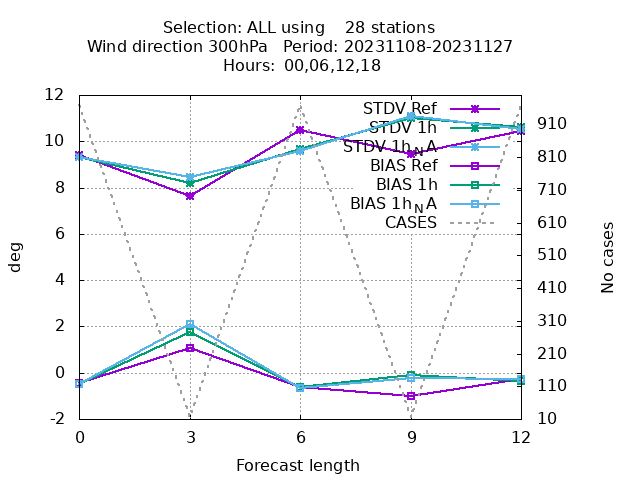 Selection: ALL using    28 stations
Wind direction 300hPa   Period: 20231108-20231127
Hours: 00,06,12,18
12
10
8
6
4
2
0
-2
deg
STDV Ref
STDV 1h
STDV 1h_NA
BIAS Ref
BIAS 1h
BIAS 1h_NA
CASES
910
810
710
610
510
410
310
210
110
10
No cases
0 3 6 9 12
Forecast length